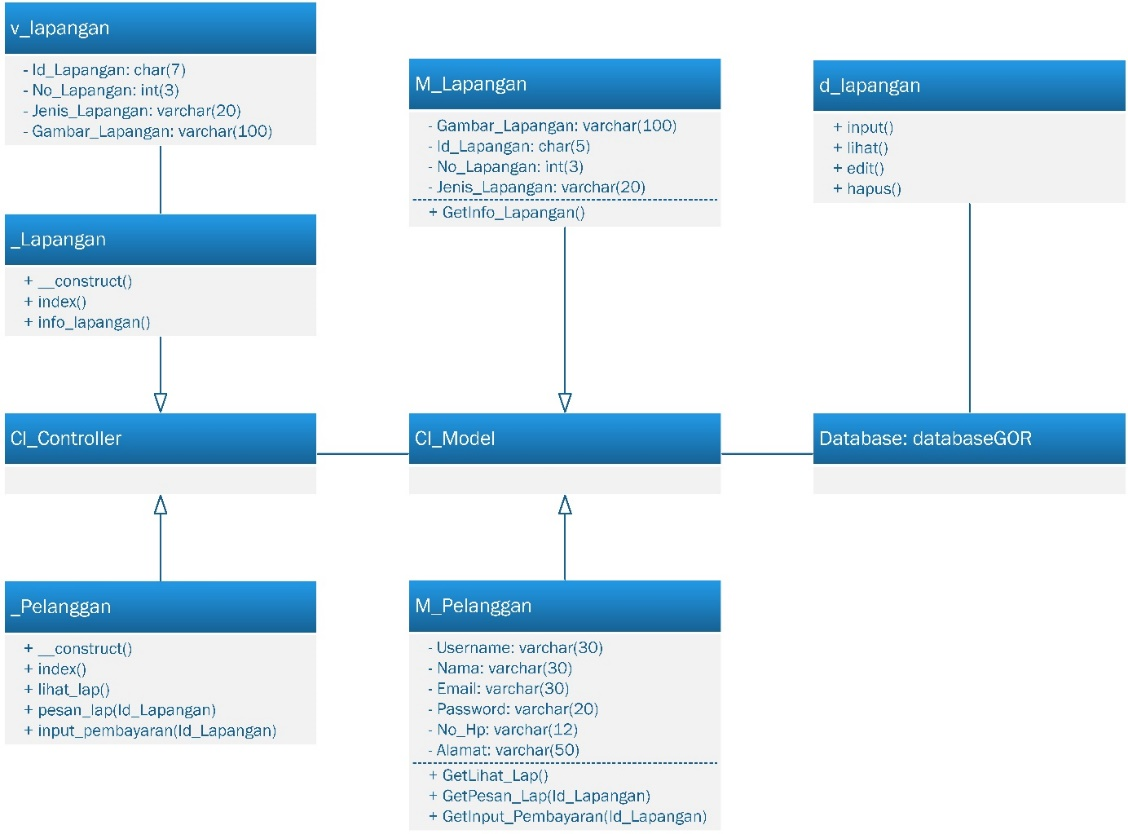 v_lapangan
- Id_Lapangan: char(7)
- No_Lapangan: int(3)
- Jenis_Lapangan: varchar(20)
- Gambar_Lapangan: varchar(100)
_Lapangan
+ __construct()
+ index()
+ info_lapangan()
CI_Controller
_Pelanggan
+ __construct()
+ index()
+ lihat_lap()
+ pesan_lap(Id_Lapangan)
+ input_pembayaran(Id_Lapangan)
M_Lapangan
- Gambar_Lapangan: varchar(100)
- Id_Lapangan: char(5)
- No_Lapangan: int(3)
- Jenis_Lapangan: varchar(20)
+ GetInfo_Lapangan()
CI_Model
M_Pelanggan
- Username: varchar(30)
- Nama: varchar(30)
- Email: varchar(30)
- Password: varchar(20)
- No_Hp: varchar(12)
- Alamat: varchar(50)
+ GetLihat_Lap()
+ GetPesan_Lap(Id_Lapangan)
+ GetInput_Pembayaran(Id_Lapangan)
d_lapangan
+ input()
+ lihat()
+ edit()
+ hapus()
Database: databaseGOR